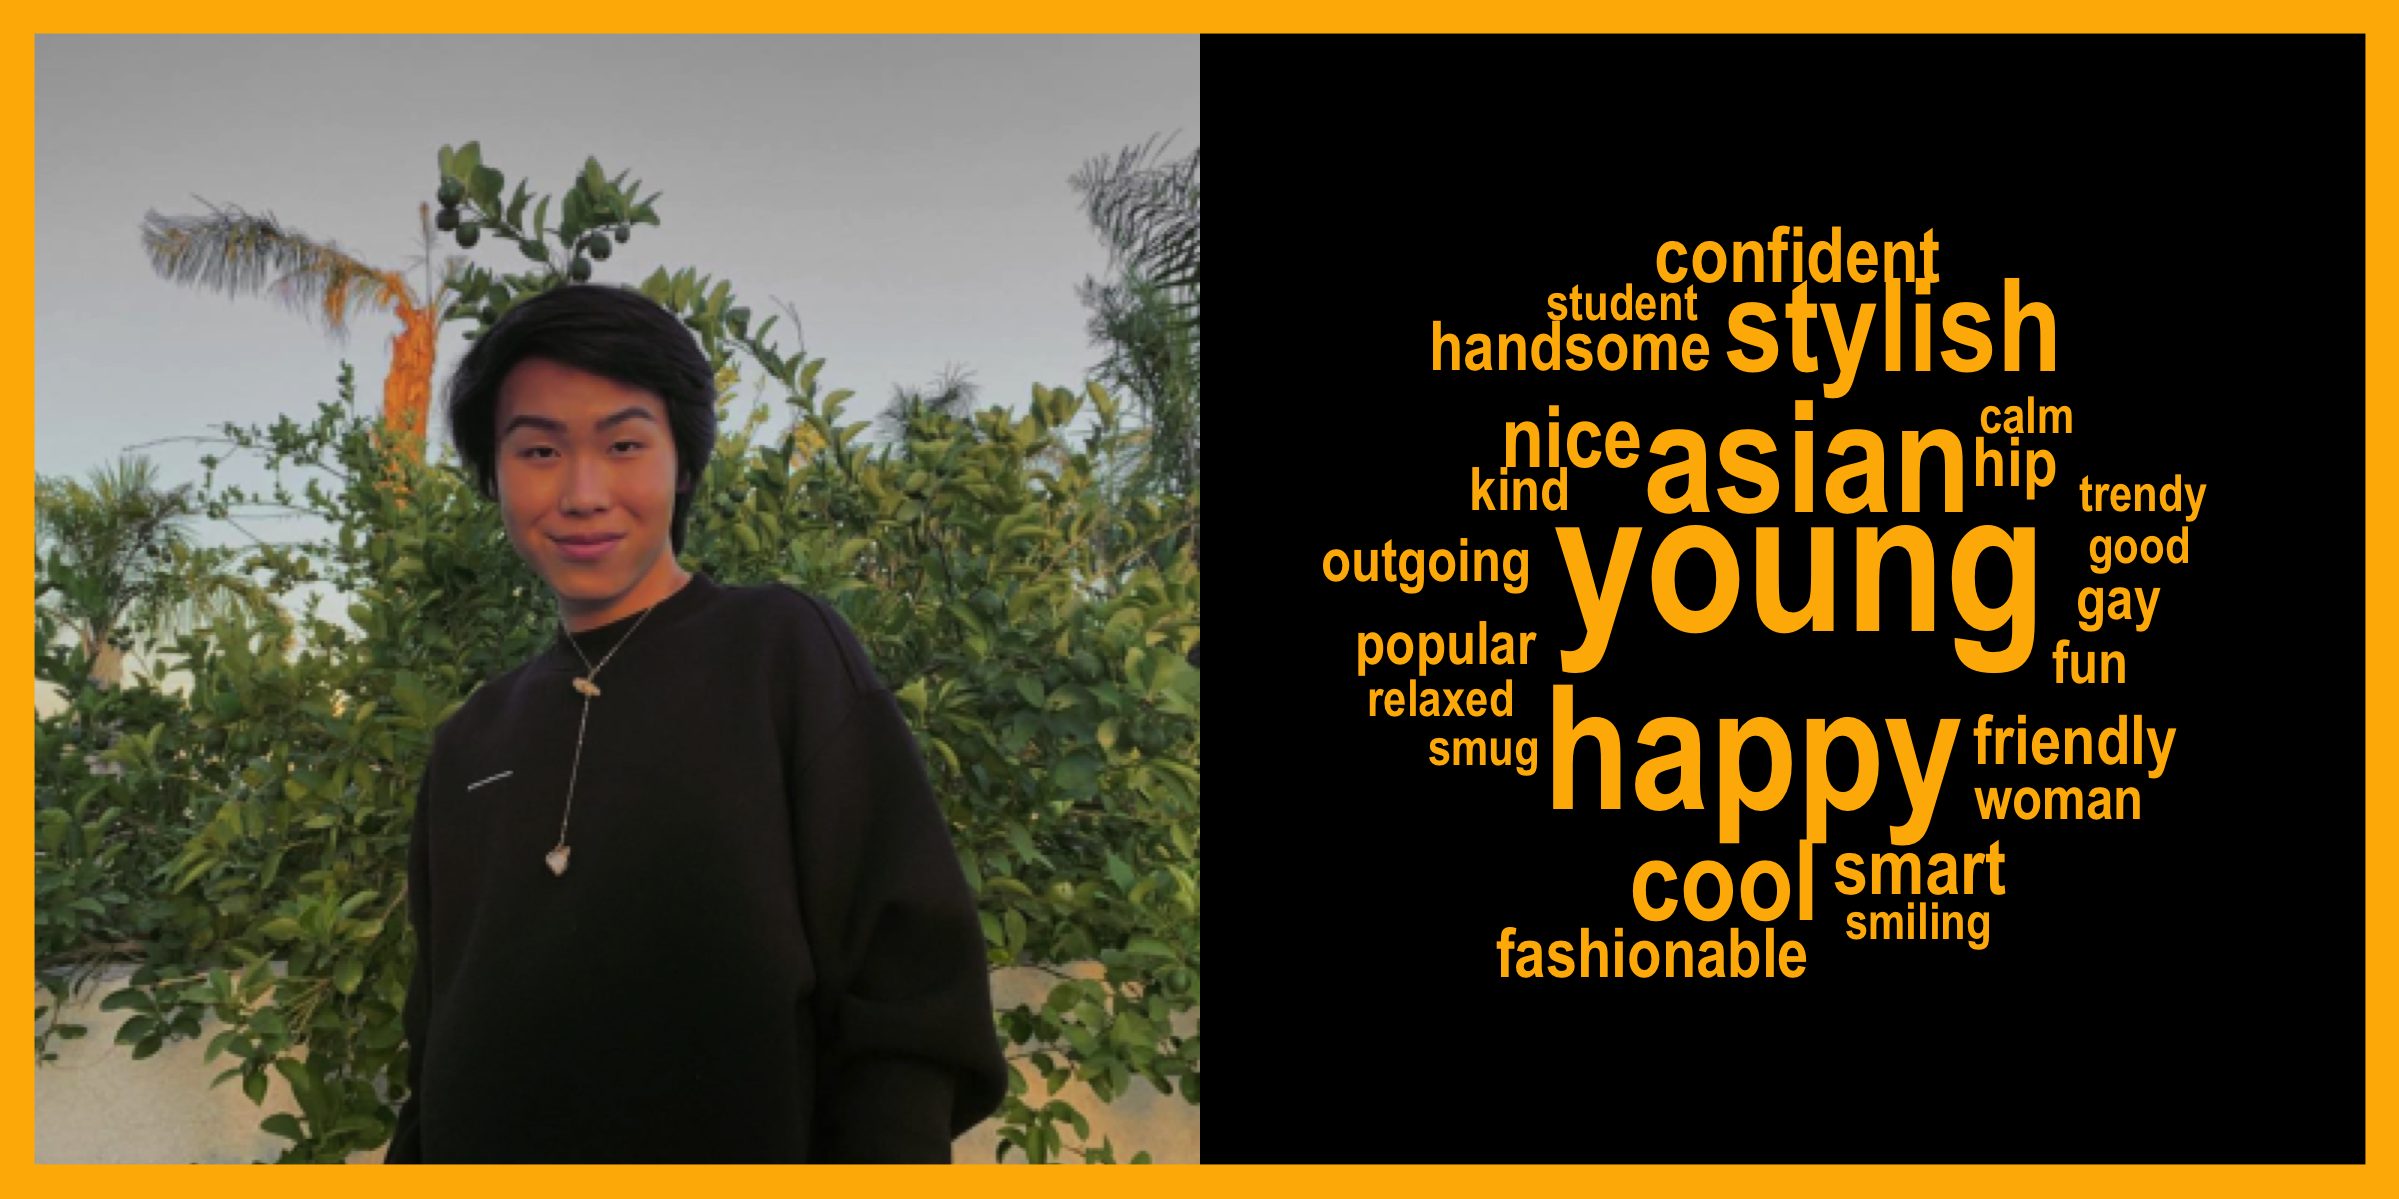 confident
student
stylish
handsome
calm
nice
asian
hip
kind
trendy
good
young
outgoing
gay
popular
fun
relaxed
happy
friendly
smug
woman
cool
smart
smiling
fashionable